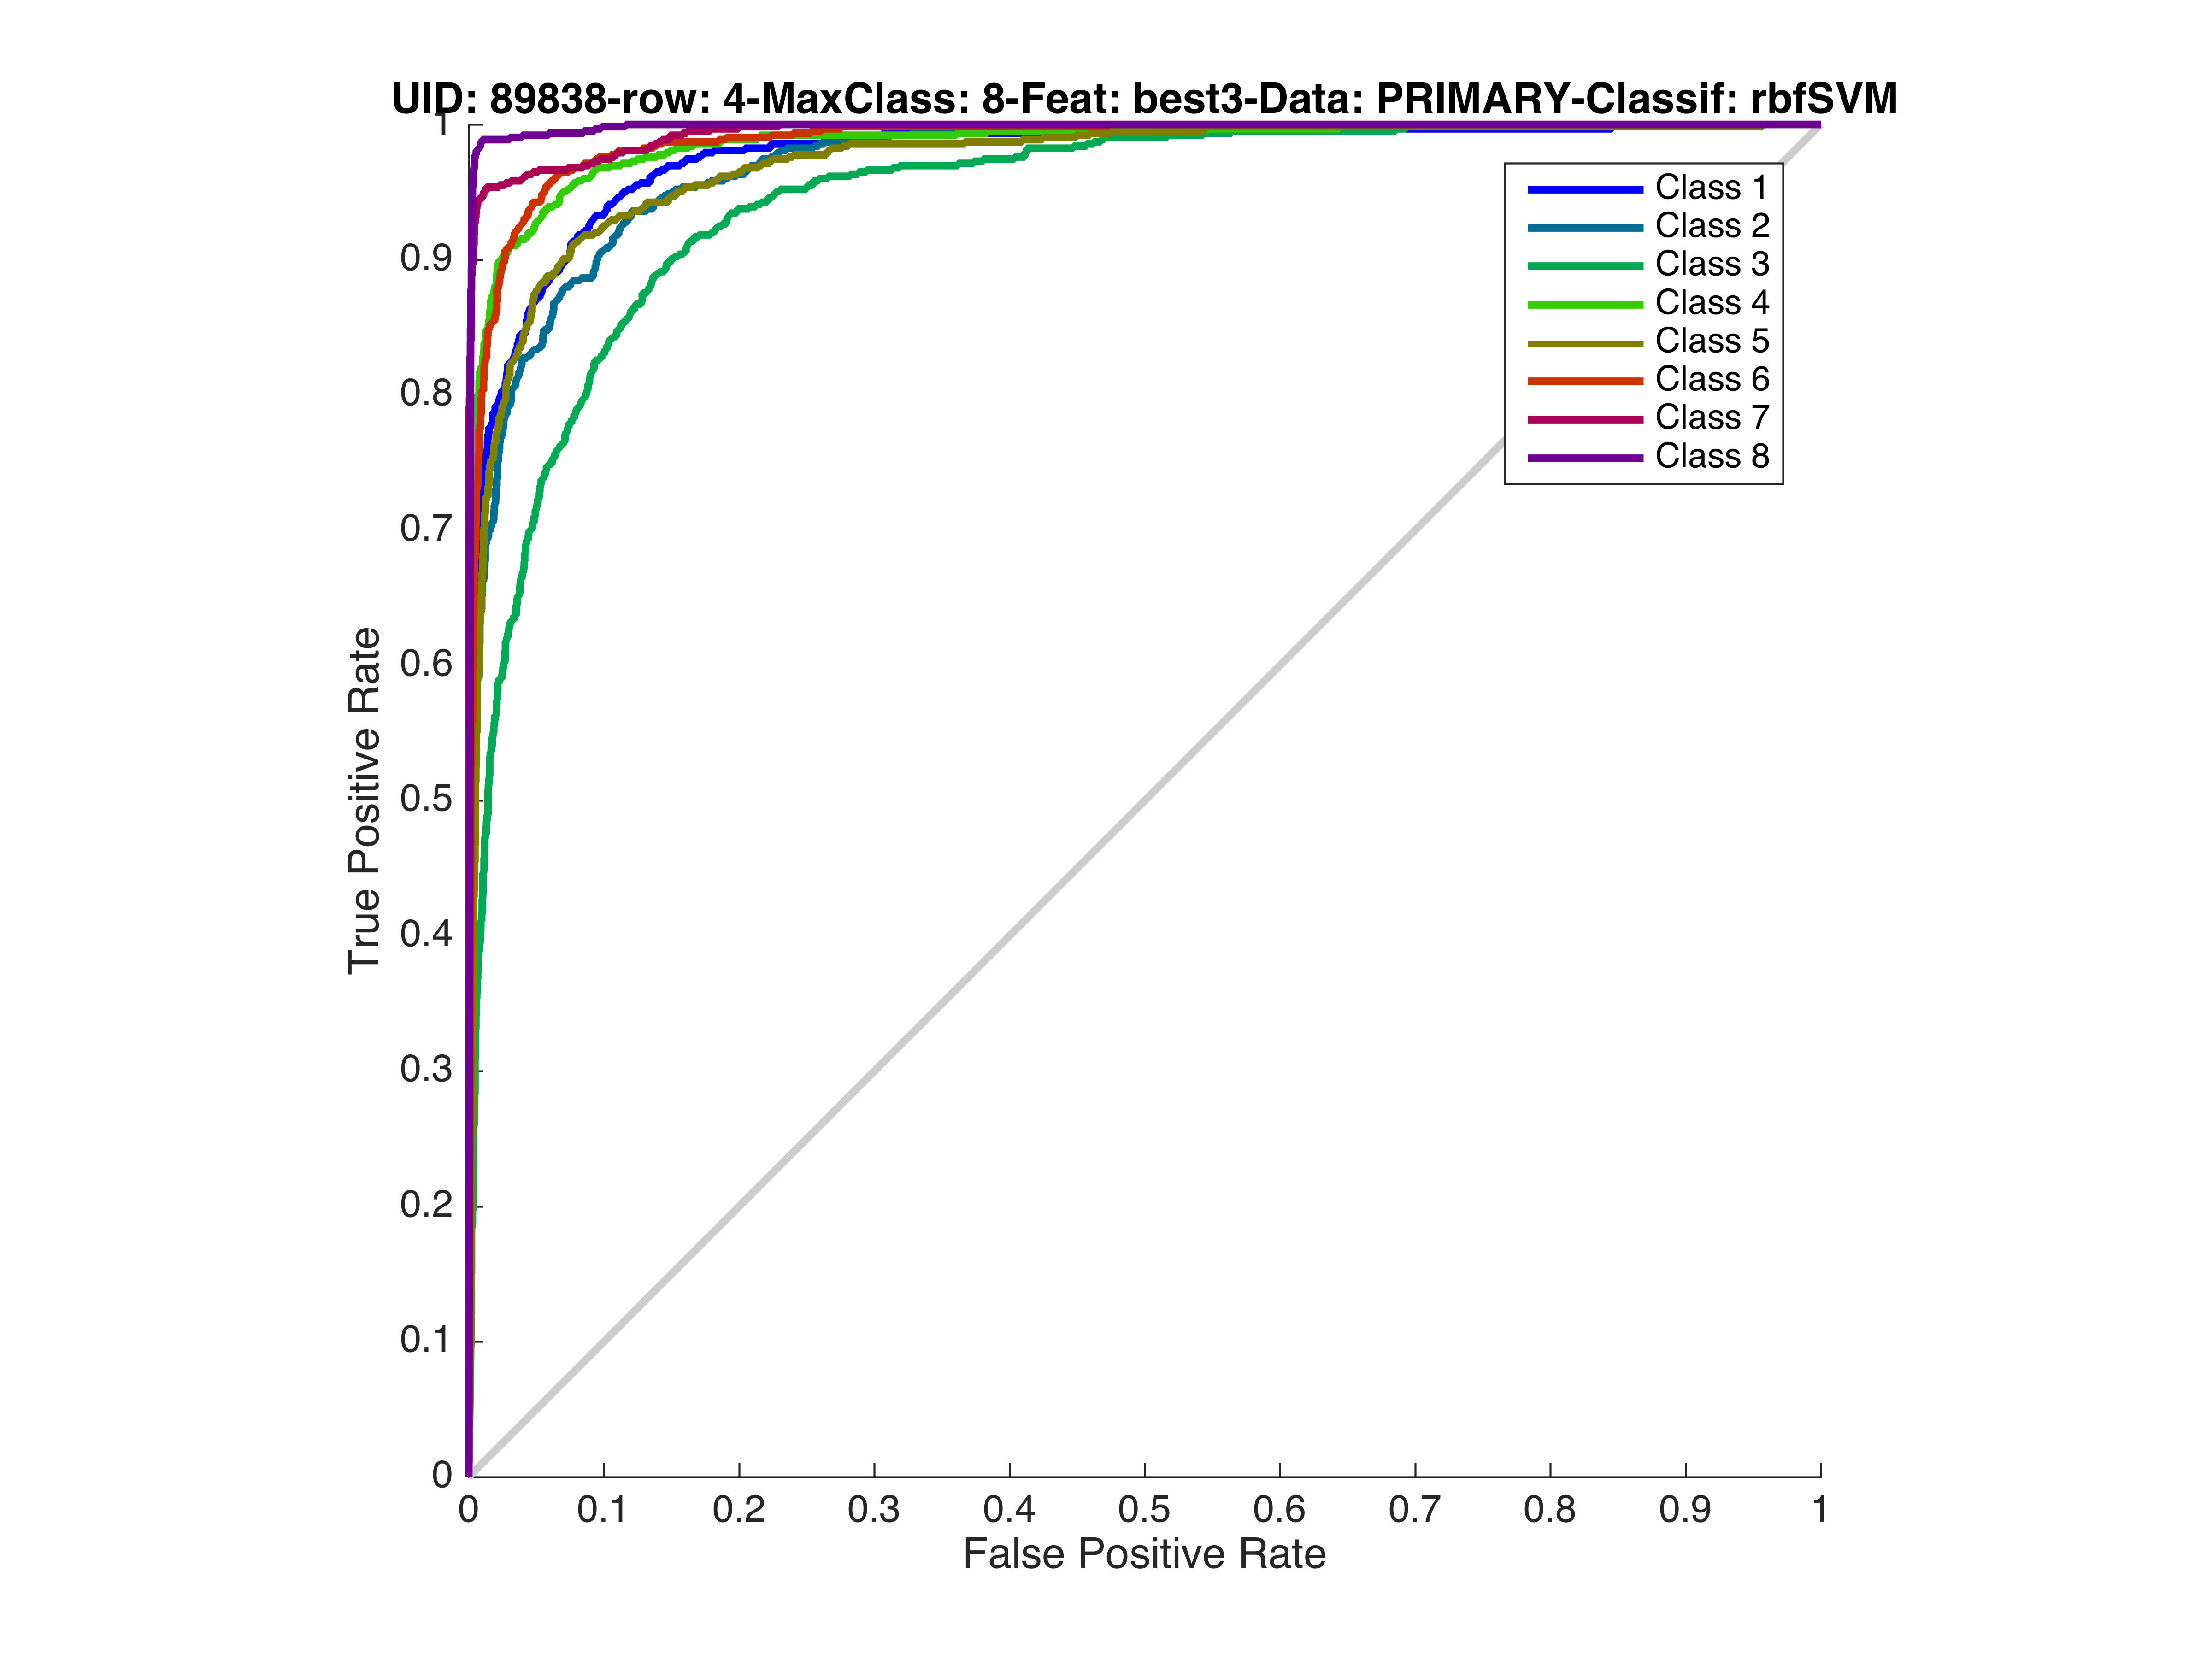 UID: 89838-row: 4-MaxClass: 8-Feat: best3-Data: PRIMARY-Classif: rbfSVM
1
0.9
0.8
0.7
0.6
0.5
0.4
0.3
0.2
0.1
0
True Positive Rate
Class 1
Class 2
Class 3
Class 4
Class 5
Class 6
Class 7
Class 8
0 0.1 0.2 0.3 0.4 0.5 0.6 0.7 0.8 0.9 1
False Positive Rate